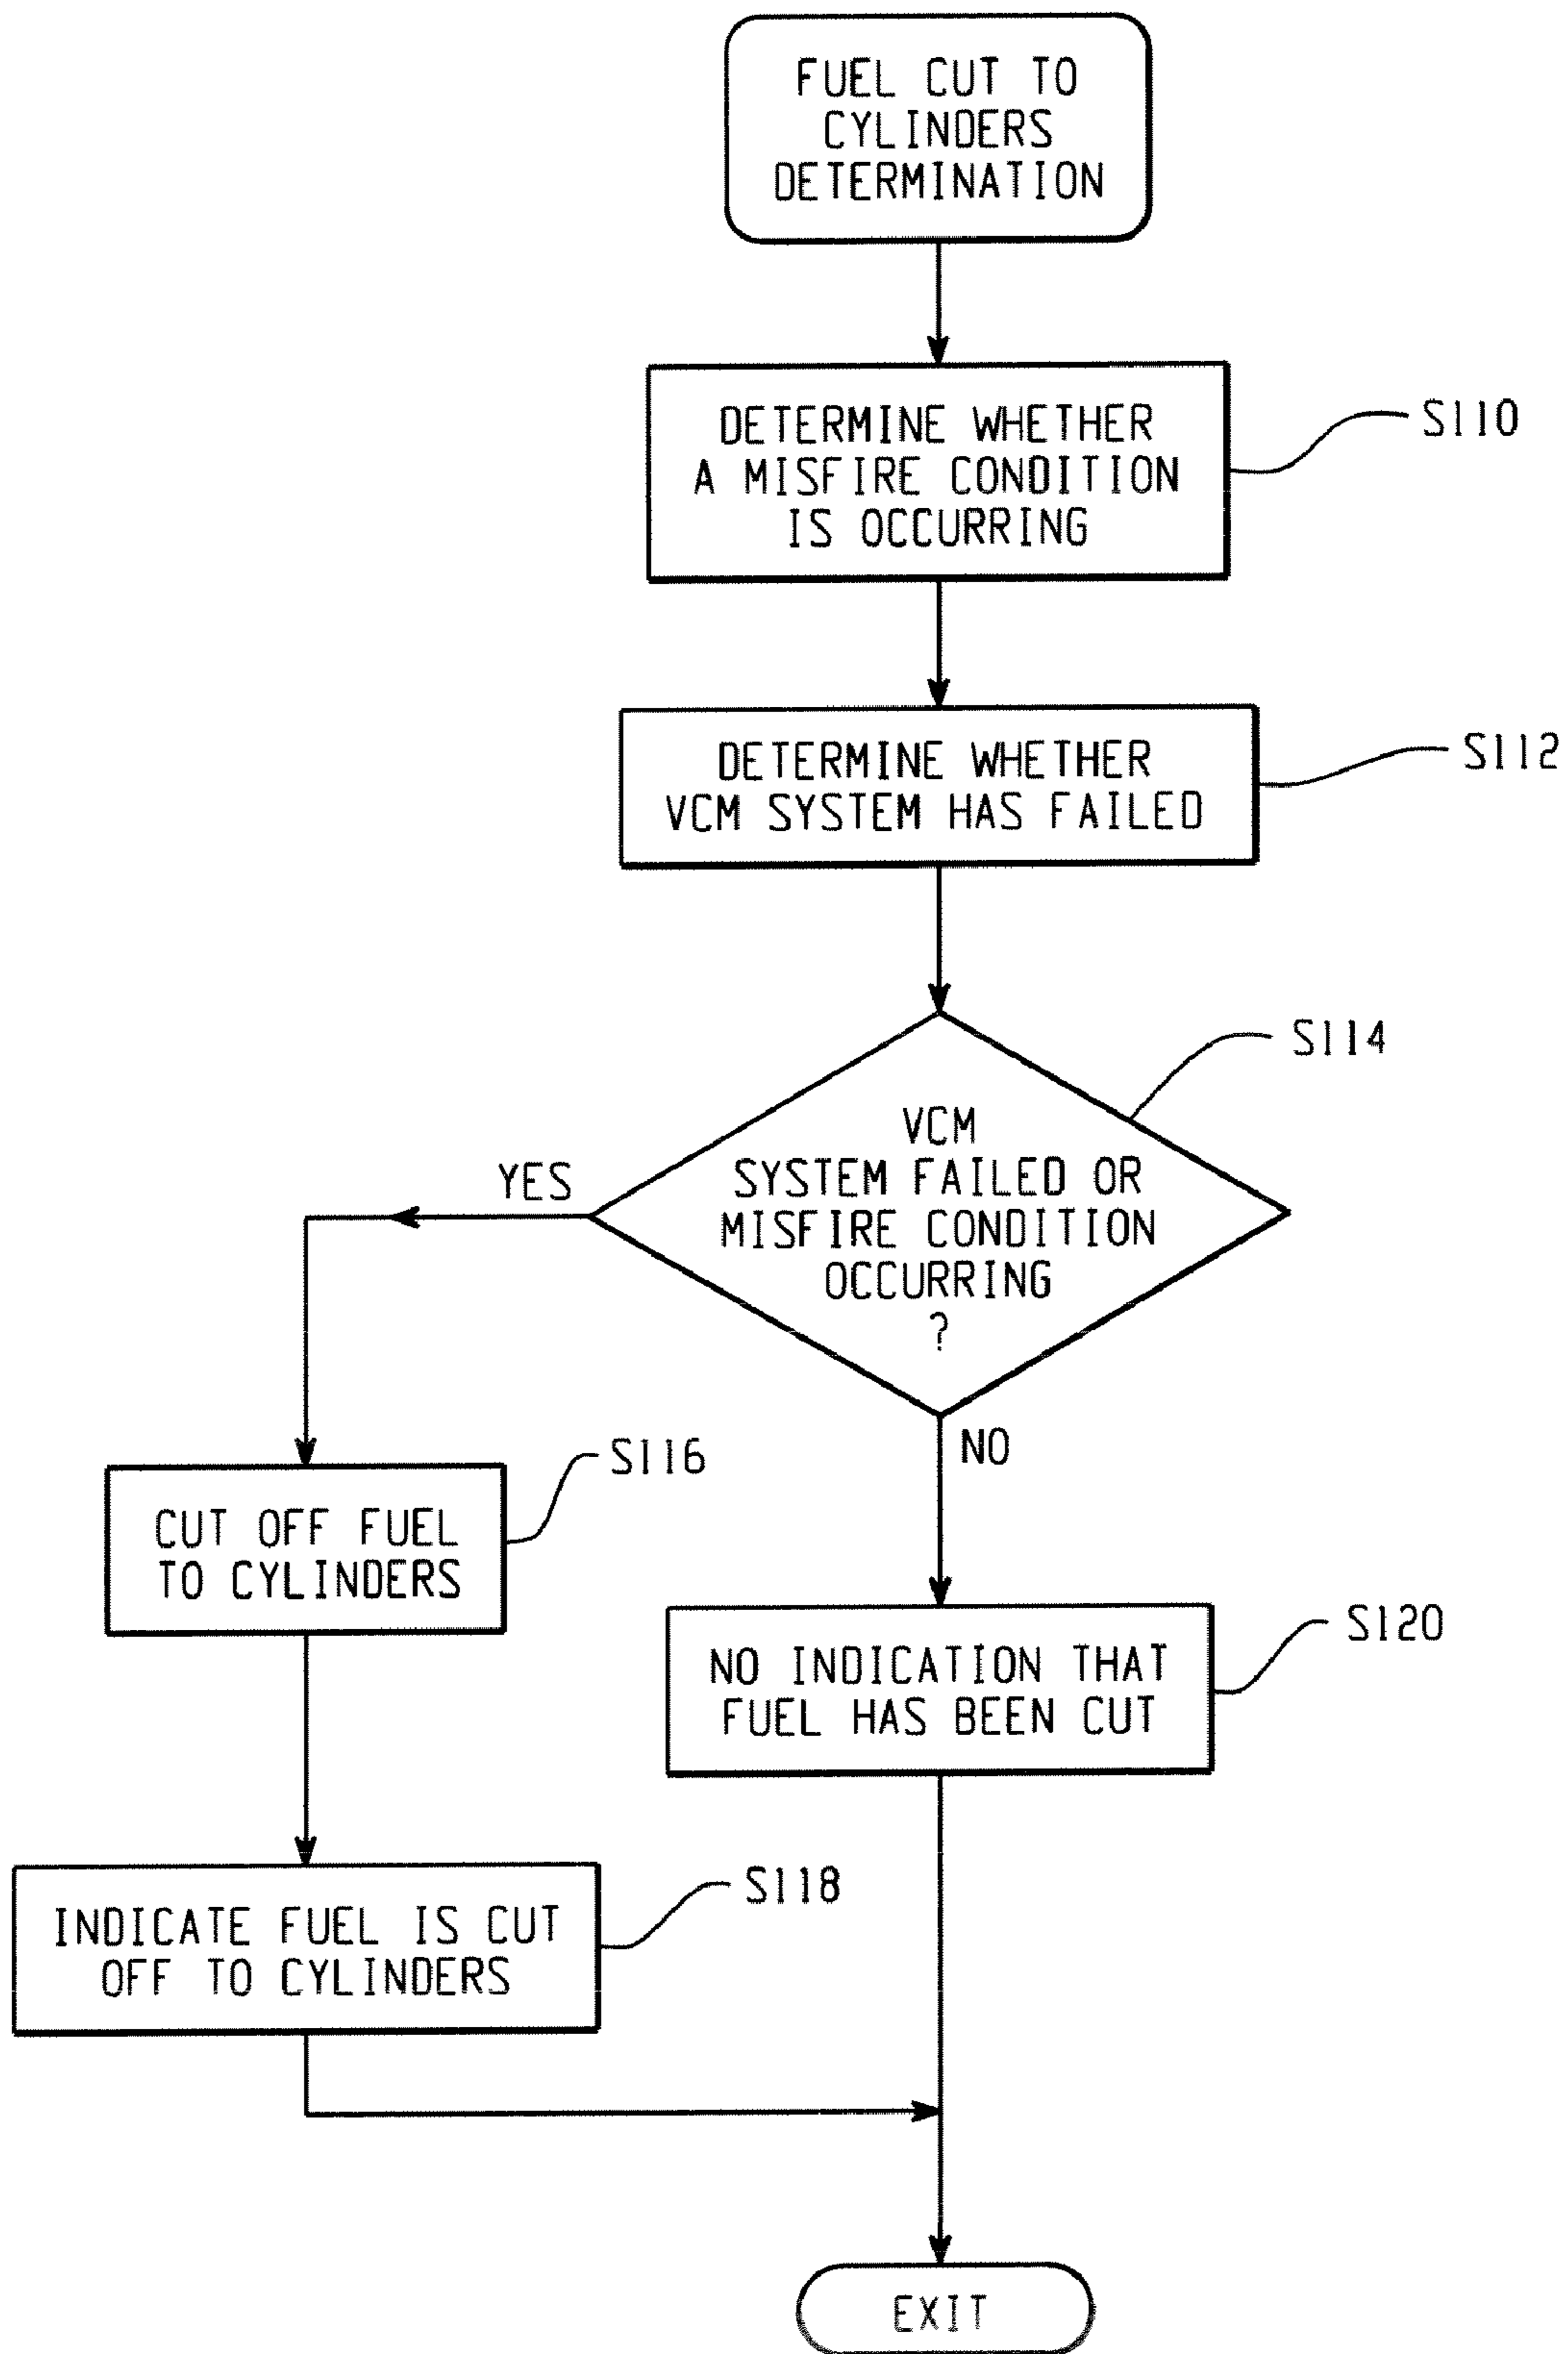 FUEL CUT TO
CYLINDERS
DETERMINATION
DETERMINE WHETHER
A MISFIRE CONDITION
IS OCCURRING
S110
DETERMINE WHETHER
VCM SYSTEM HAS FAILED
S112
S114
VCM
SYSTEM FAILED OR
MISFIRE CONDITION
OCCURRING
?
YES
NO
S116
CUT OFF FUEL
TO CYLINDERS
S120
NO INDICATION THAT
FUEL HAS BEEN CUT
S118
INDICATE FUEL IS CUT
OFF TO CYLINDERS
EXIT